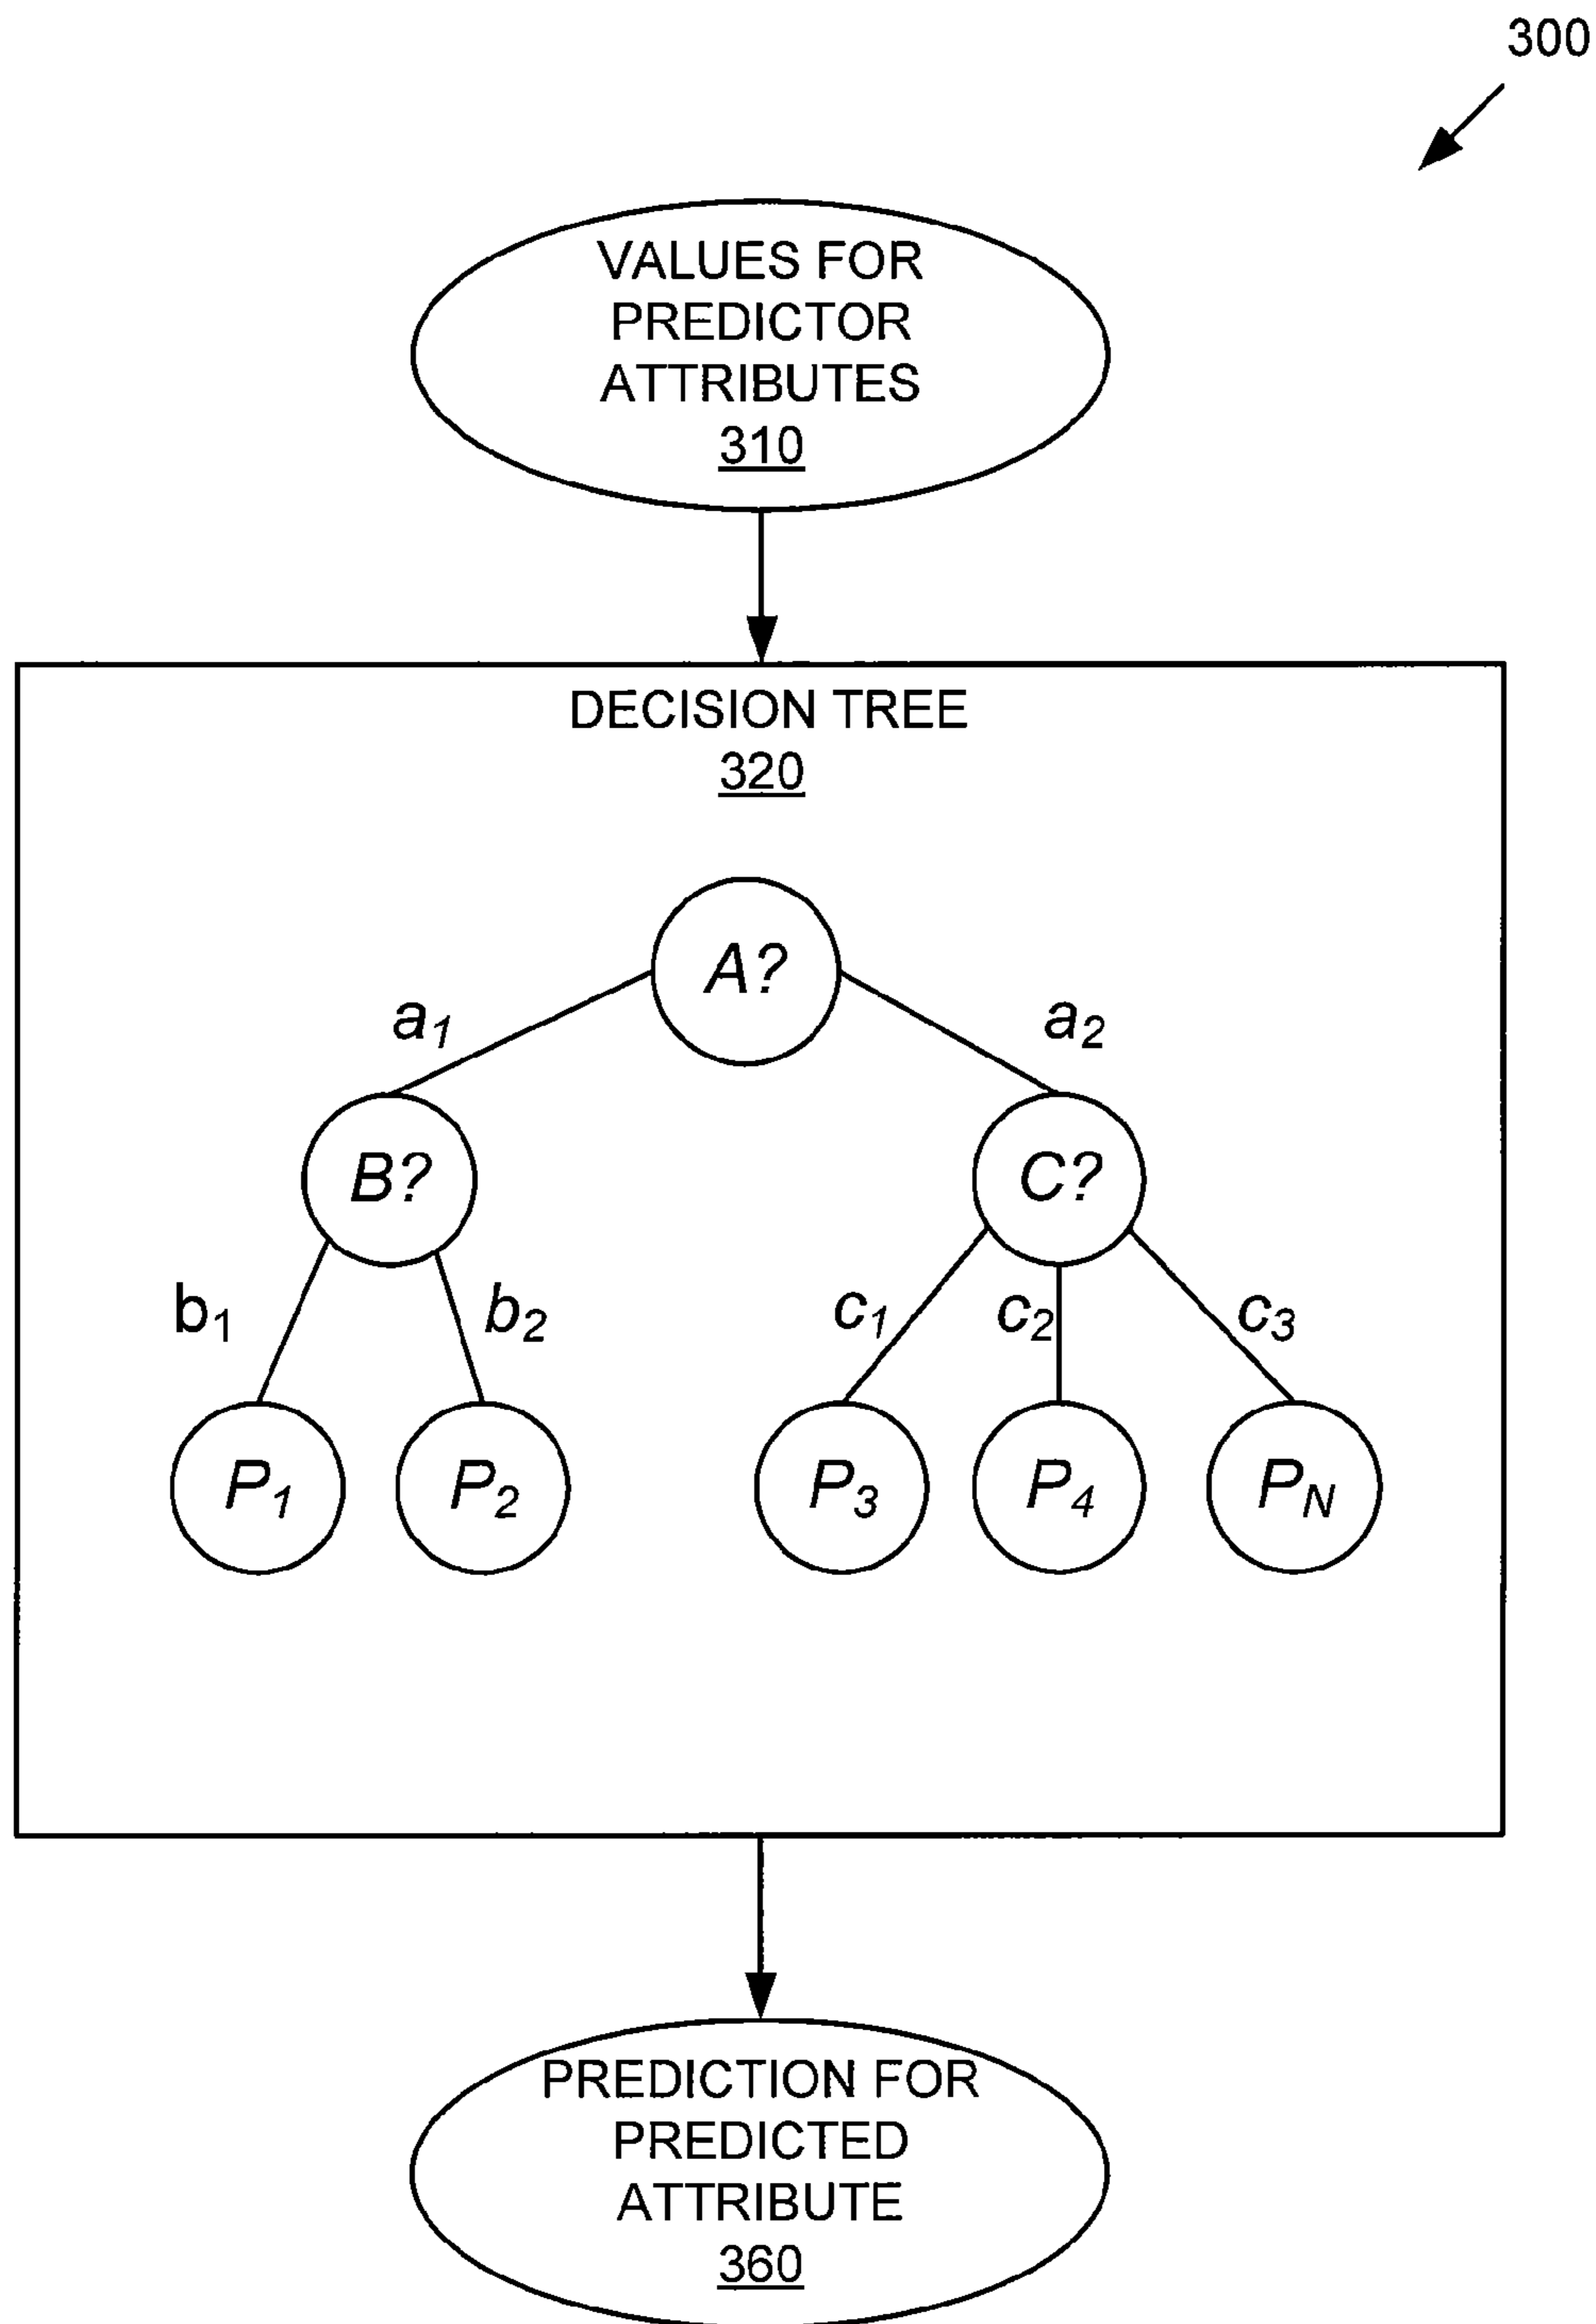 300
VALUES FOR
PREDICTOR
ATTRIBUTES
310
DECISION TREE
320
A?
a₁ a₂
B? C?
b₁ b₂ c₁ c₂ c₃
P₁ P₂ P₃ P₄ P_N
PREDICTION FOR
PREDICTED
ATTRIBUTE
360